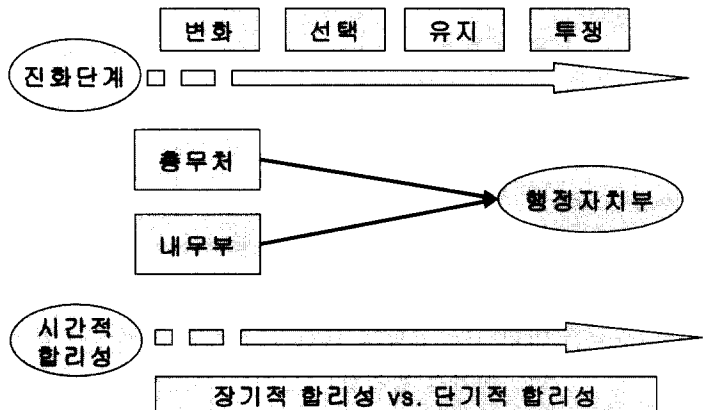 변화 선택 유지 투쟁
진화단계
총무처
행정자치부
내무부
시간적
합리성
장기적 합리성 vs. 단기적 합리성